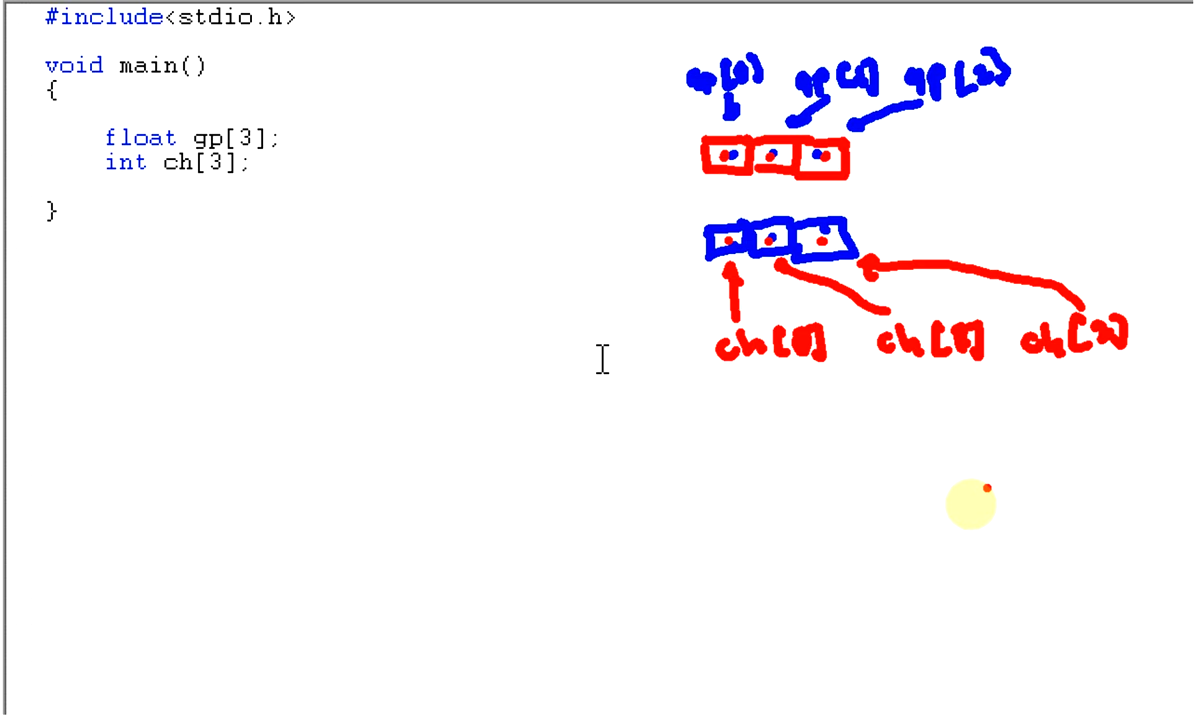 #include<stdio.h>
void main()
{
gp[0] gp[1] gp[2]
float gp[3];
int ch[3];
}
ch[0] ch[1] ch[2]